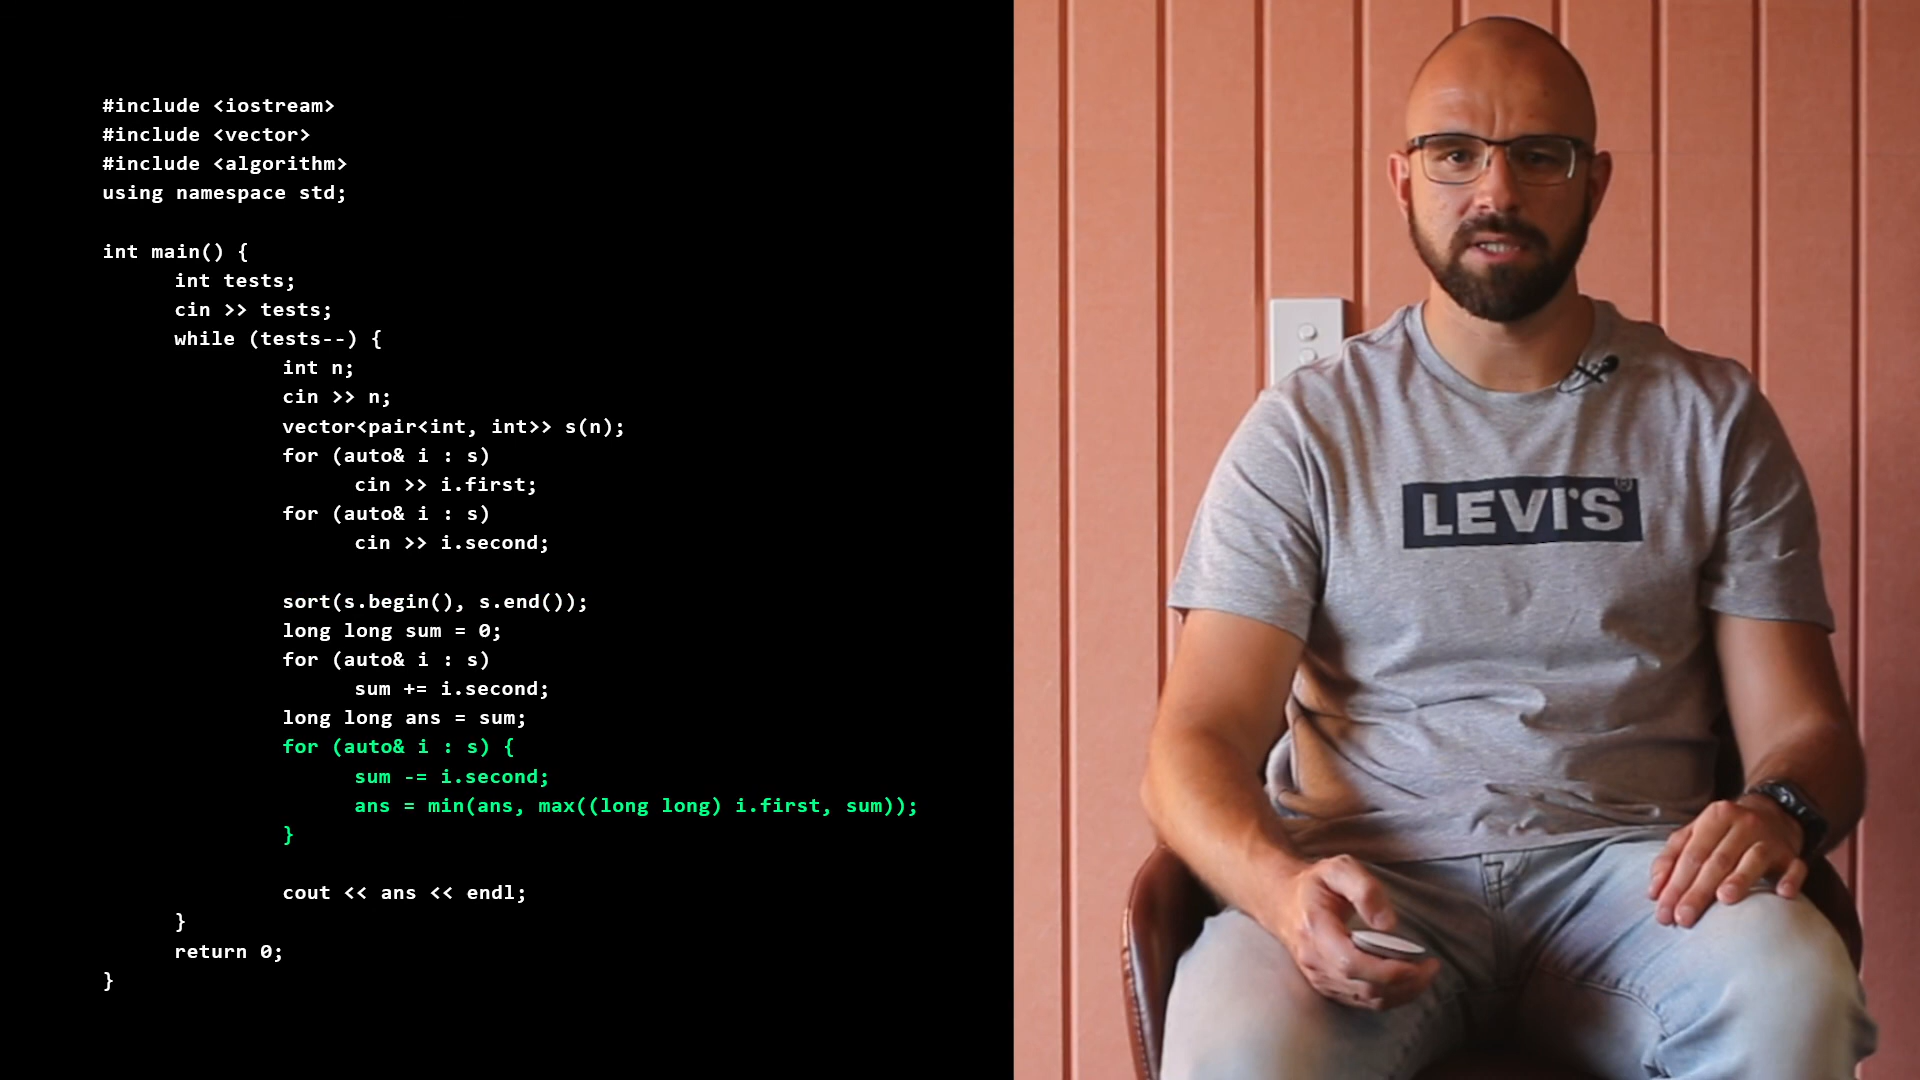 #include <iostream>
#include <vector>
#include <algorithm>
using namespace std;
int main() {
int tests;
cin >> tests;
while (tests--) {
int n;
cin >> n;
vector<pair<int, int>> s(n);
for (auto& i : s)
cin >> i.first;
for (auto& i : s)
cin >> i.second;
sort(s.begin(), s.end());
long long sum = 0;
for (auto& i : s)
sum += i.second;
long long ans = sum;
for (auto& i : s) {
sum -= i.second;
ans = min(ans, max((long long) i.first, sum));
}
cout << ans << endl;
}
return 0;
}
LEVI'S®